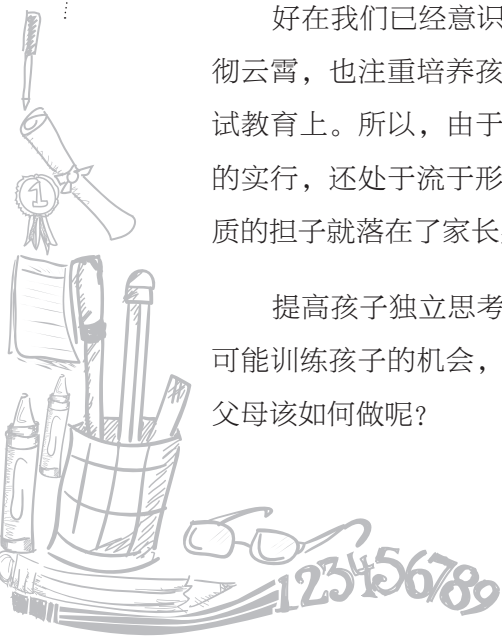 好在我们已经意识
彻云霄，也注重培养孩
试教育上。所以，由于
的实行，还处于流于形
质的担子就落在了家长
提高孩子独立思考
可能训练孩子的机会，
父母该如何做呢？
1
123456789